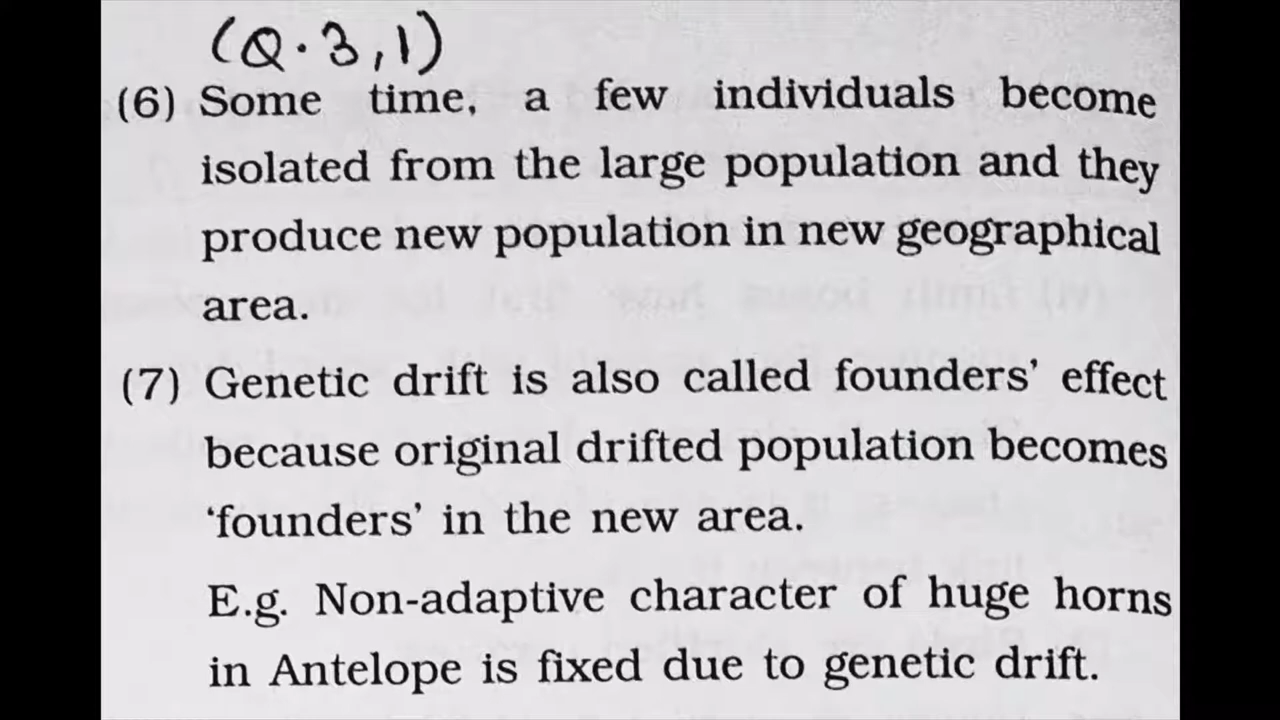 (Q.3,1)
(6) Some time, a few individuals become
isolated from the large population and they
produce new population in new geographical
area.
(7) Genetic drift is also called founders' effect
because original drifted population becomes
'founders' in the new area.
E.g. Non-adaptive character of huge horns
in Antelope is fixed due to genetic drift.